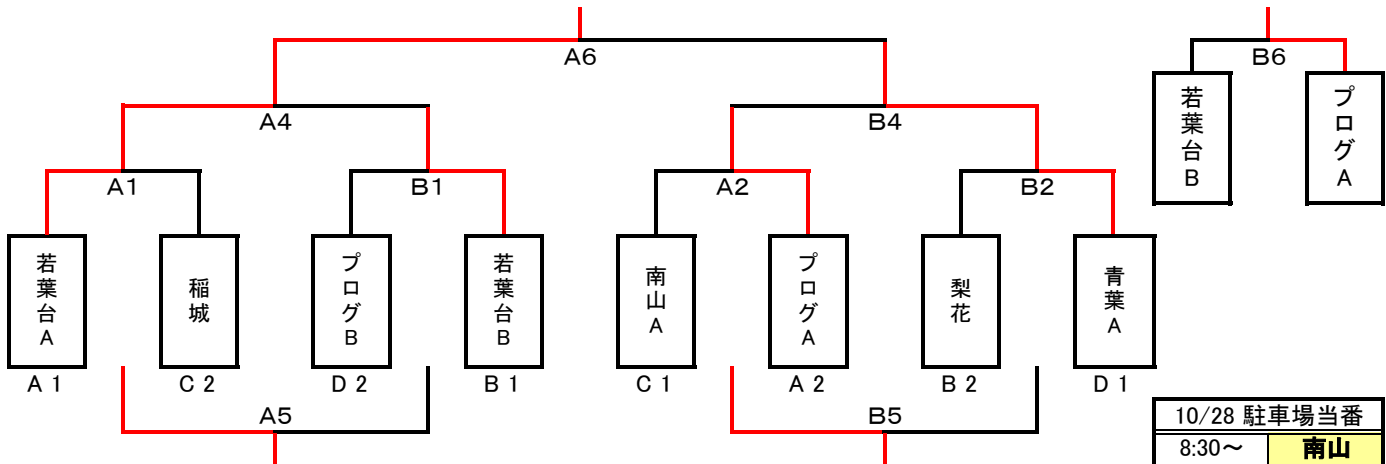 A6
B6
若葉台B
プログA
A4
B4
A1
B1
A2
B2
若葉台A
稲城
プログB
若葉台B
南山A
プログA
梨花
青葉A
A 1
C 2
D 2
B 1
C 1
A 2
B 2
D 1
A5
B5
10/28 駐車場当番
8:30～ 南山